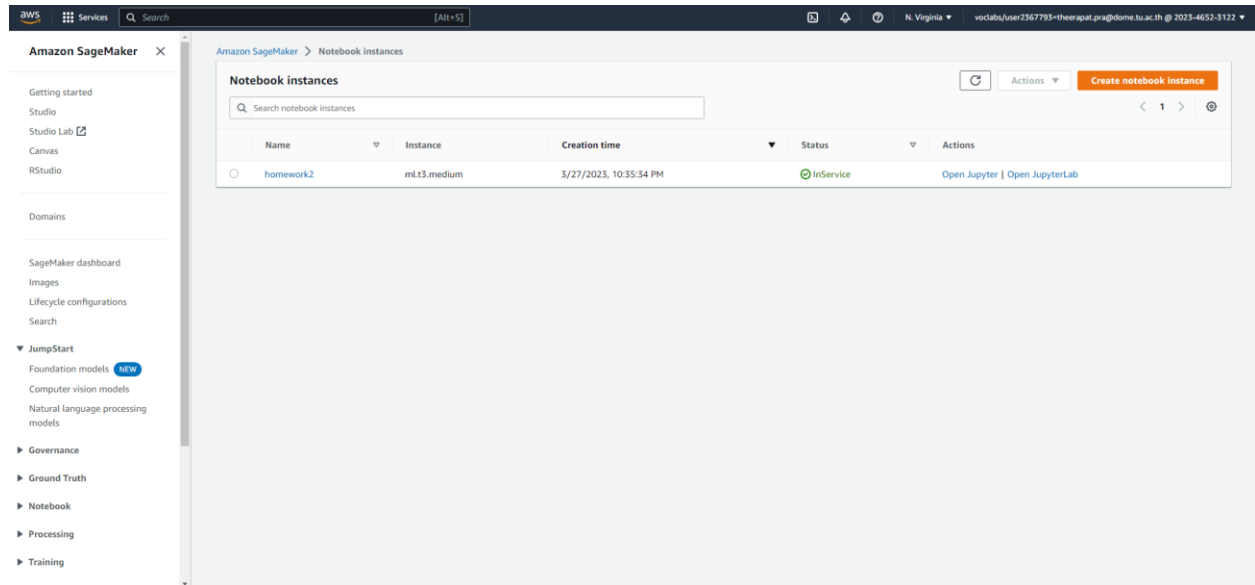 aws Services Search [Alt+S] N. Virginia voclabs/user2367793=theerapat.pra@dome.tu.ac.th @ 2023-4652-3122
Amazon SageMaker
Getting started
Studio
Studio Lab
Canvas
RStudio
Domains
SageMaker dashboard
Images
Lifecycle configurations
Search
JumpStart
Foundation models NEW
Computer vision models
Natural language processing
models
Governance
Ground Truth
Notebook
Processing
Training
Amazon SageMaker > Notebook instances
Notebook instances Actions Create notebook instance
Search notebook instances 1
Name Instance Creation time Status Actions
homework2 ml.t3.medium 3/27/2023, 10:35:34 PM InService Open Jupyter | Open JupyterLab